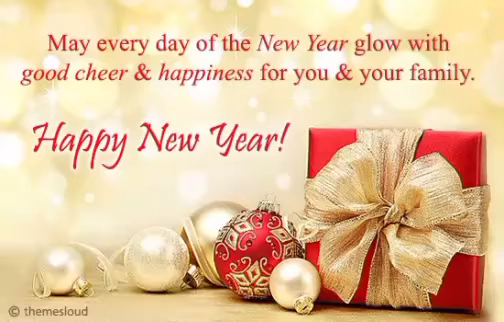 May every day of the New Year glow with
good cheer & happiness for you & your family.
Happy New Year!
© themesloud